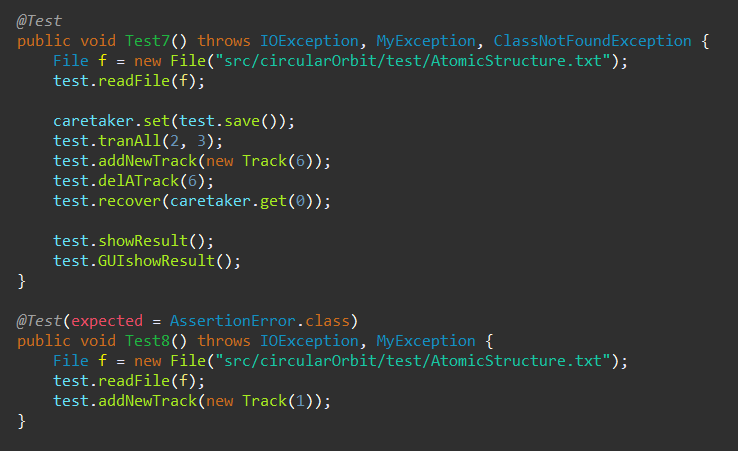 @Test
public void Test7() throws IOException, MyException, ClassNotFoundException {
    File f = new File("src/circularOrbit/test/AtomicStructure.txt");
    test.readFile(f);

    caretaker.set(test.save());
    test.tranAll(2, 3);
    test.addNewTrack(new Track(6));
    test.delATrack(6);
    test.recover(caretaker.get(0));

    test.showResult();
    test.GUIshowResult();
}

@Test(expected = AssertionError.class)
public void Test8() throws IOException, MyException {
    File f = new File("src/circularOrbit/test/AtomicStructure.txt");
    test.readFile(f);
    test.addNewTrack(new Track(1));
}